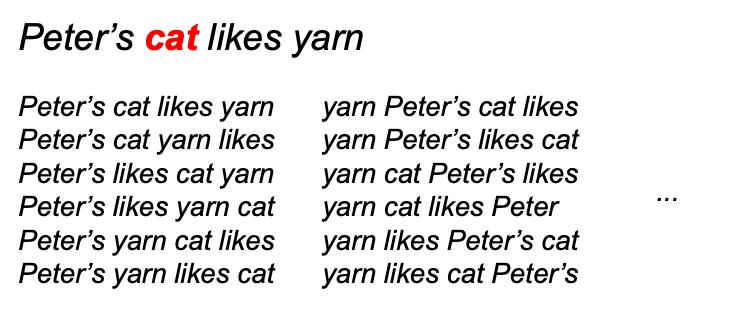 Peter’s cat likes yarn
Peter’s cat likes yarn
Peter’s cat yarn likes
Peter’s likes cat yarn
Peter’s likes yarn cat
Peter’s yarn cat likes
Peter’s yarn likes cat
yarn Peter’s cat likes
yarn Peter’s likes cat
yarn cat Peter’s likes
yarn cat likes Peter
yarn likes Peter’s cat
yarn likes cat Peter’s
...